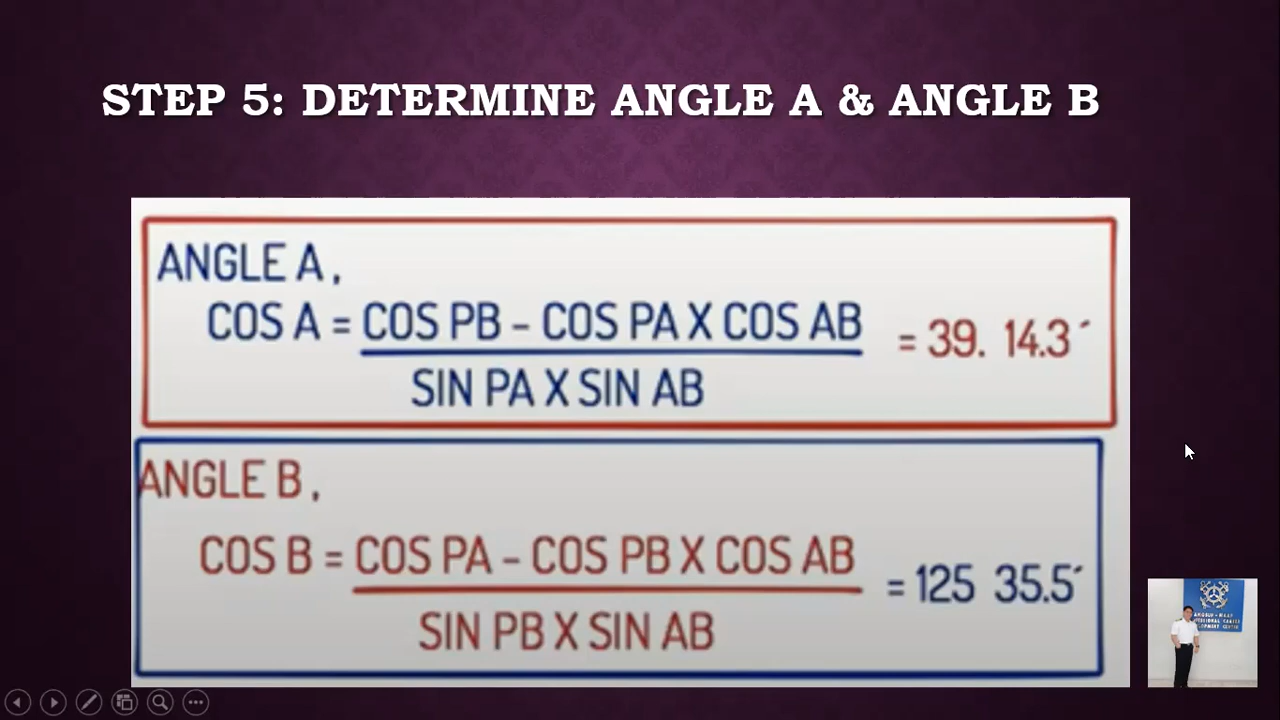 STEP 5: DETERMINE ANGLE A & ANGLE B
ANGLE A,
COS A = COS PB - COS PA X COS AB
SIN PA X SIN AB
= 39. 14.3´
ANGLE B,
COS B = COS PA - COS PB X COS AB
SIN PB X SIN AB
= 125 35.5´